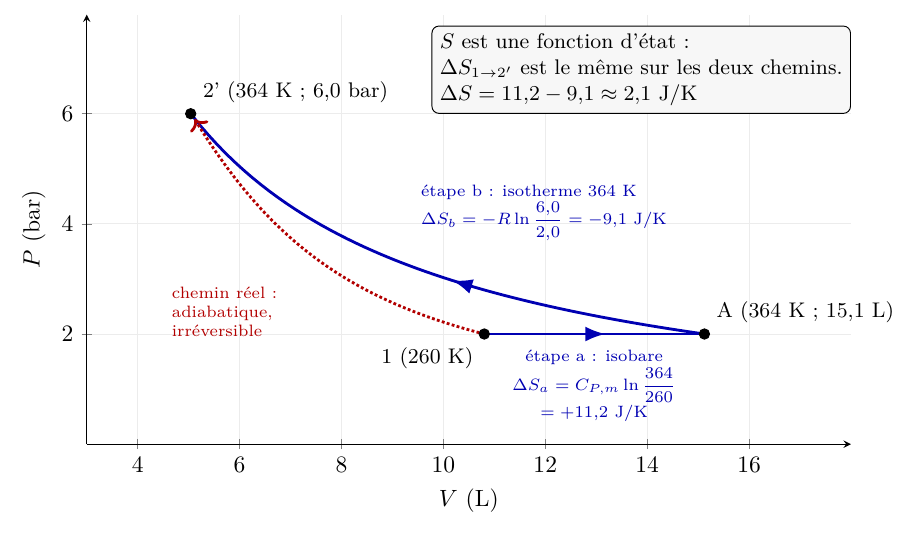 S est une fonction d'état :
ΔS₁→₂′ est le même sur les deux chemins.
ΔS = 11,2 − 9,1 ≈ 2,1 J/K
2' (364 K ; 6,0 bar)
6
étape b : isotherme 364 K
ΔS_b = −R ln 6,0/2,0 = −9,1 J/K
4
P (bar)
chemin réel :
adiabatique,
irréversible
A (364 K ; 15,1 L)
2
1 (260 K)
étape a : isobare
ΔS_a = C_{P,m} ln 364/260
= +11,2 J/K
4 6 8 10 12 14 16
V (L)